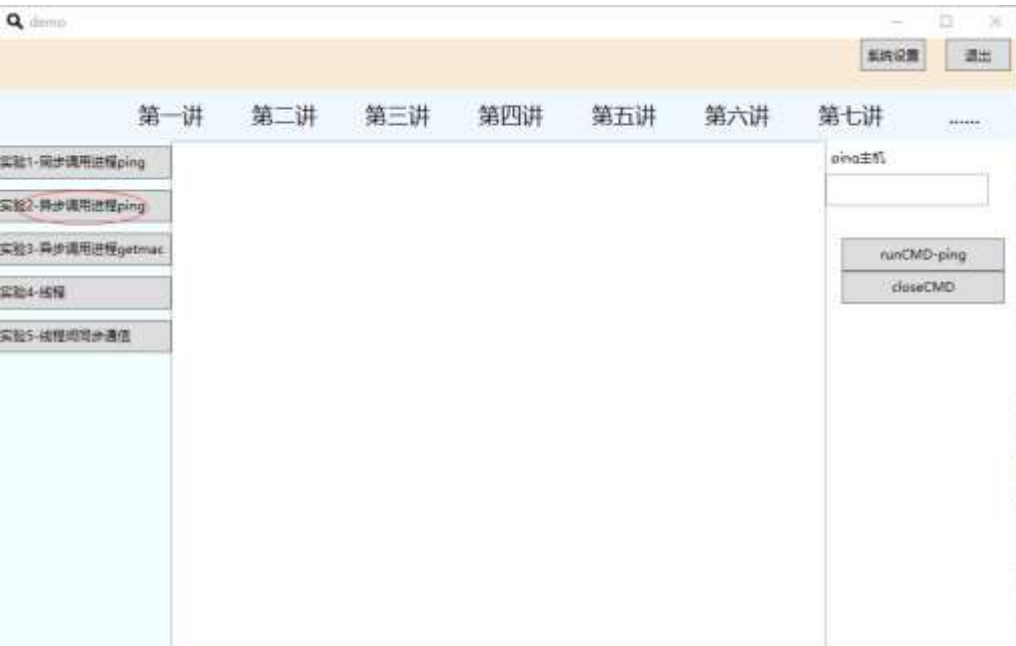 demo
系统设置 退出
第一讲 第二讲 第三讲 第四讲 第五讲 第六讲 第七讲 ......
实验1-同步调用进程ping
ping主机
实验2-异步调用进程ping
实验3-异步调用进程getmac
runCMD-ping
实验4-线程
closeCMD
实验5-线程间同步通信